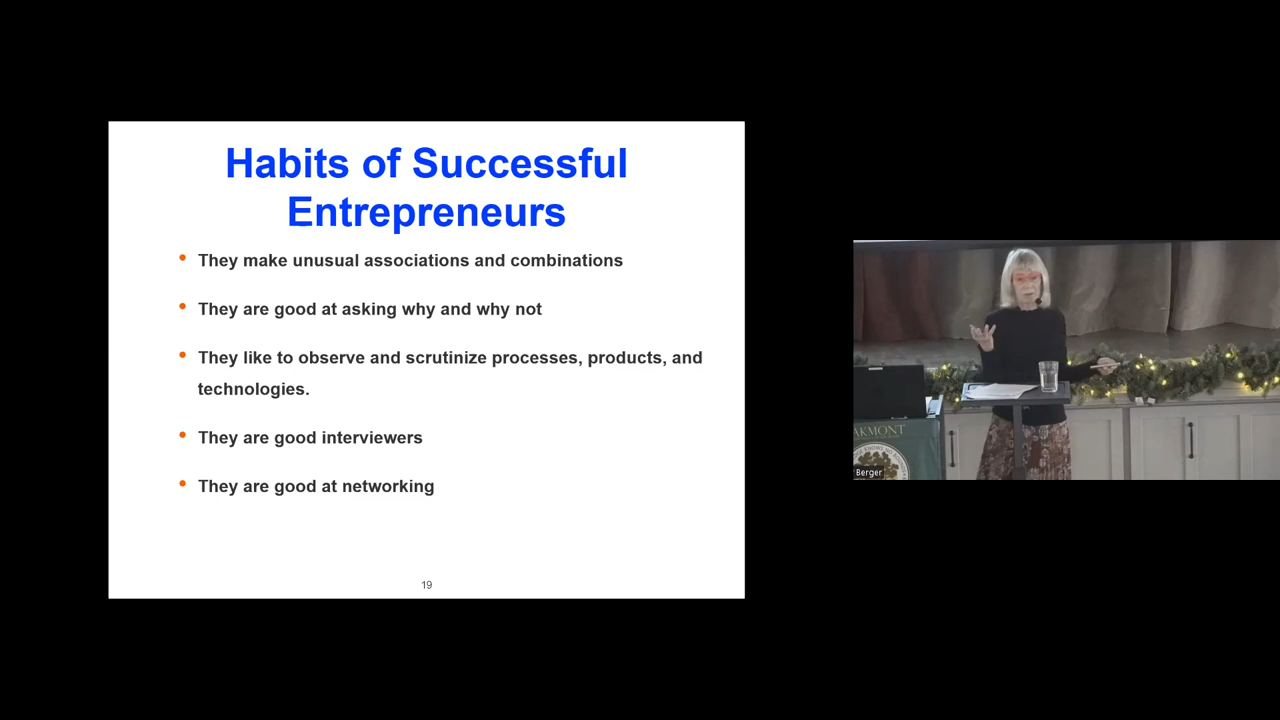 Habits of Successful
Entrepreneurs
• They make unusual associations and combinations
• They are good at asking why and why not
• They like to observe and scrutinize processes, products, and
technologies.
• They are good interviewers
• They are good at networking
19
AKMONT
Berger